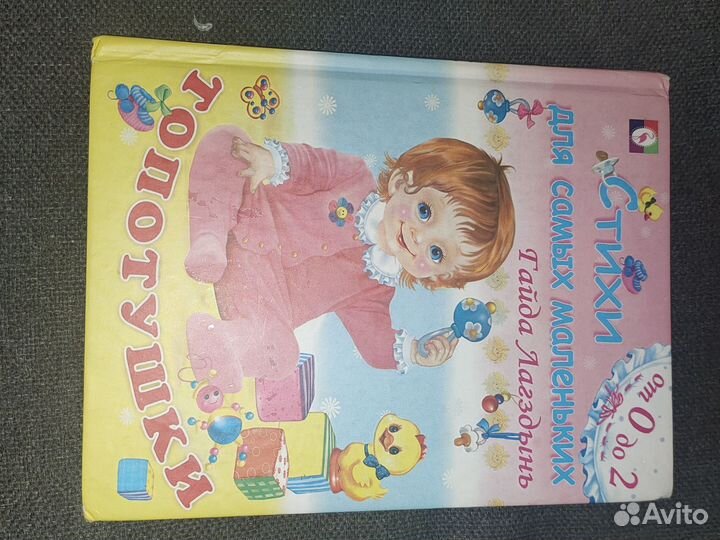 Стихи
для самых маленьких
Гайда Лагздынь
от 0 до 2
ТОПОТУШКИ
Avito